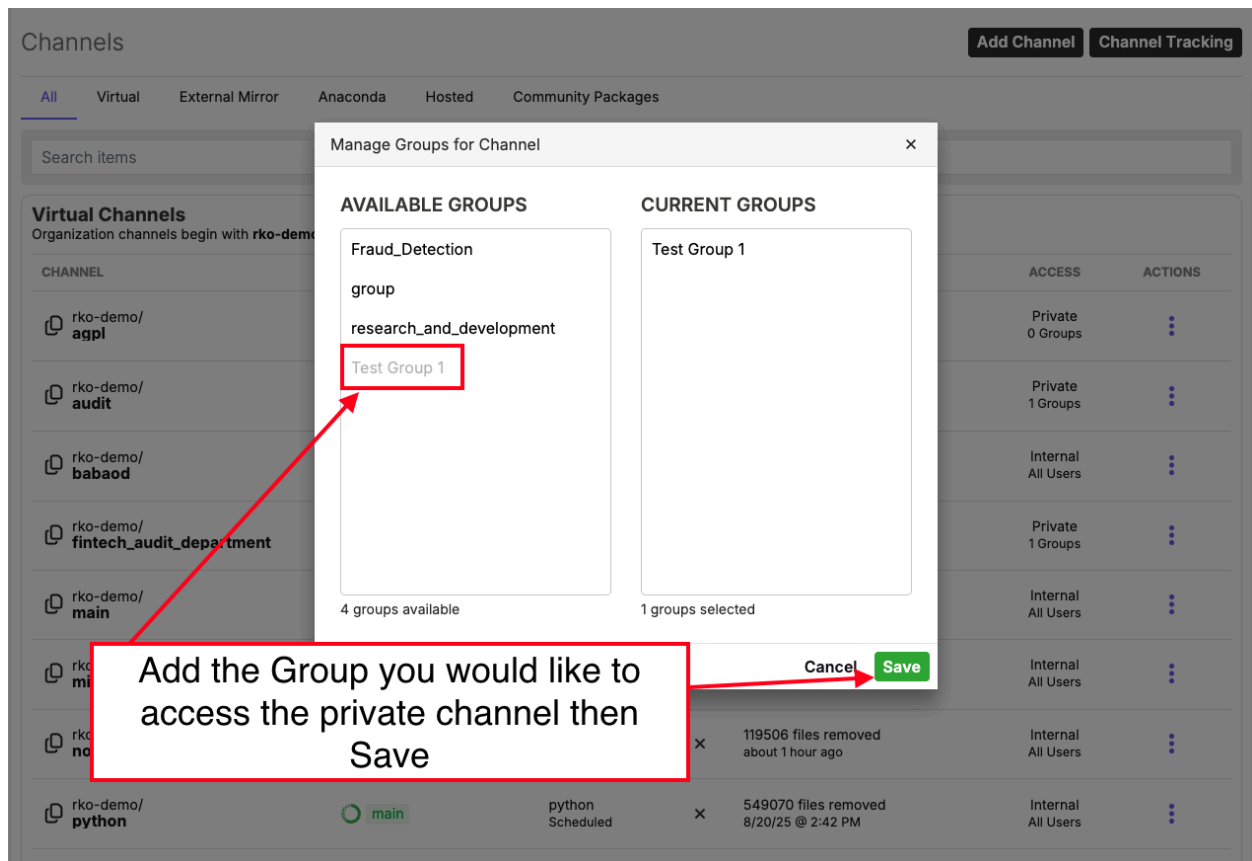 Channels
Add Channel
Channel Tracking
All
Virtual
External Mirror
Anaconda
Hosted
Community Packages
Search items
Manage Groups for Channel
AVAILABLE GROUPS
CURRENT GROUPS
Fraud_Detection
group
research_and_development
Test Group 1
Test Group 1
4 groups available
1 groups selected
Cancel
Save
Virtual Channels
Organization channels begin with rko-demo
CHANNEL
ACCESS
ACTIONS
rko-demo/
agpl
Private
0 Groups
rko-demo/
audit
Private
1 Groups
rko-demo/
babaod
Internal
All Users
rko-demo/
fintech_audit_department
Private
1 Groups
rko-demo/
main
Internal
All Users
Internal
All Users
119506 files removed
about 1 hour ago
Internal
All Users
rko-demo/
python
main
python
Scheduled
549070 files removed
8/20/25 @ 2:42 PM
Internal
All Users
Add the Group you would like to
access the private channel then
Save